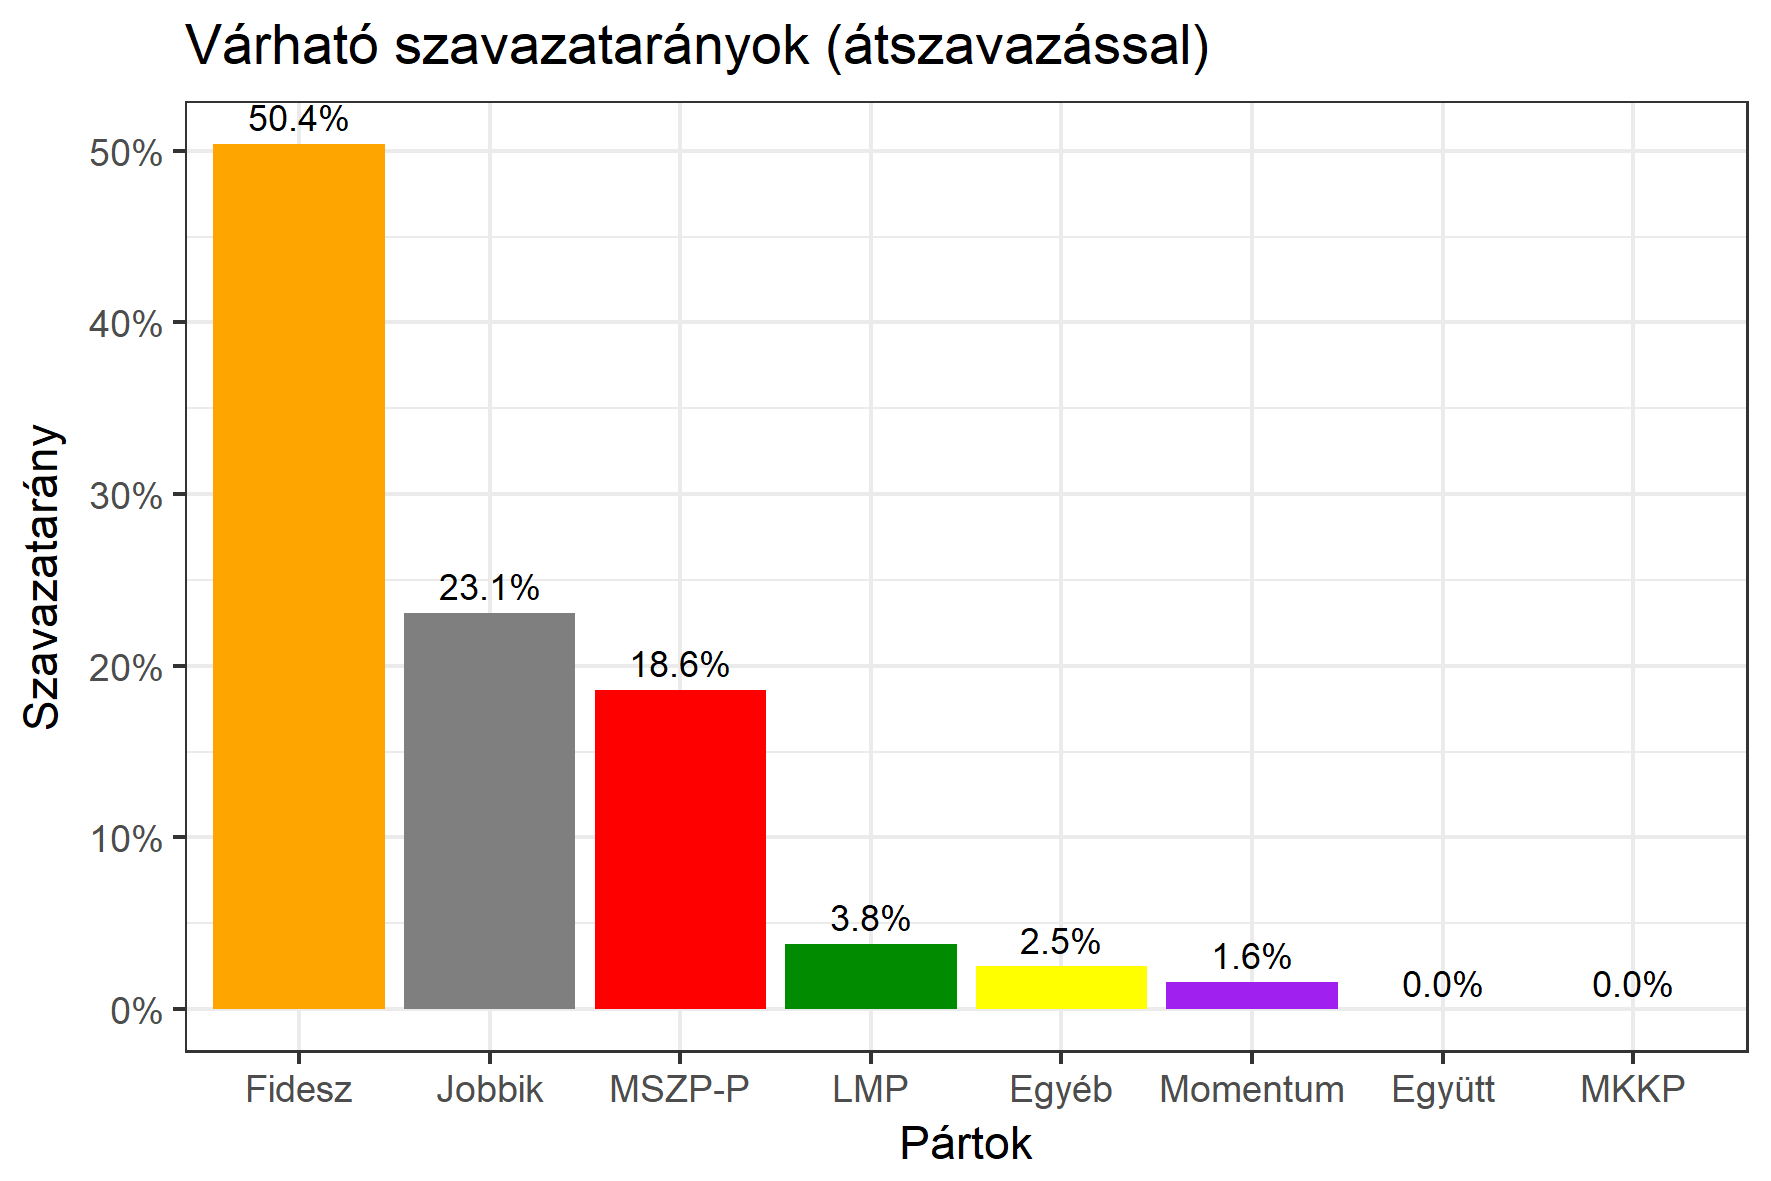 Várható szavazatarányok (átszavazással)
Szavazatarány
50%
40%
30%
20%
10%
0%
50.4%
23.1%
18.6%
3.8%
2.5%
1.6%
0.0%
0.0%
Fidesz
Jobbik
MSZP-P
LMP
Egyéb
Momentum
Együtt
MKKP
Pártok